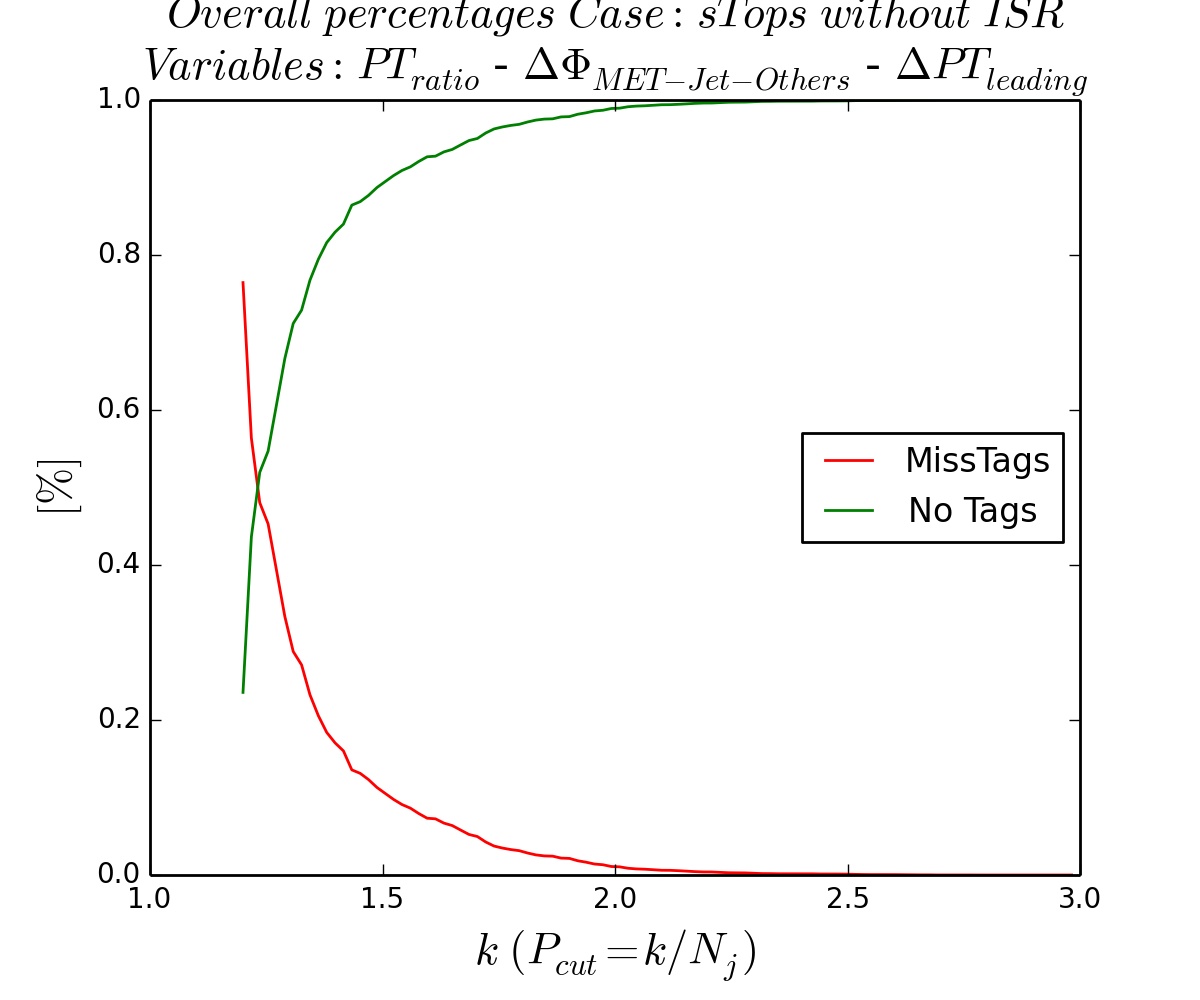 Overall percentages Case: sTops without ISR
Variables: PT_ratio - ΔΦ_MET−Jet−Others - ΔPT_leading
1.0
0.8
0.6
0.4
0.2
0.0
[%]
MissTags
No Tags
1.0 1.5 2.0 2.5 3.0
k (P_cut=k/N_j)